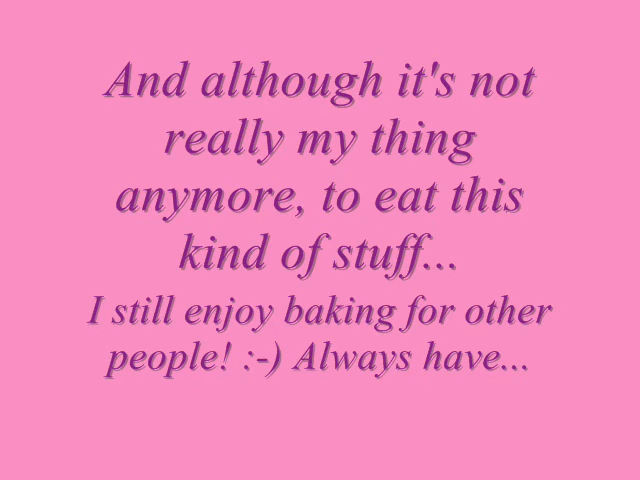 And although it's not
really my thing
anymore, to eat this
kind of stuff...
I still enjoy baking for other
people! :-) Always have...